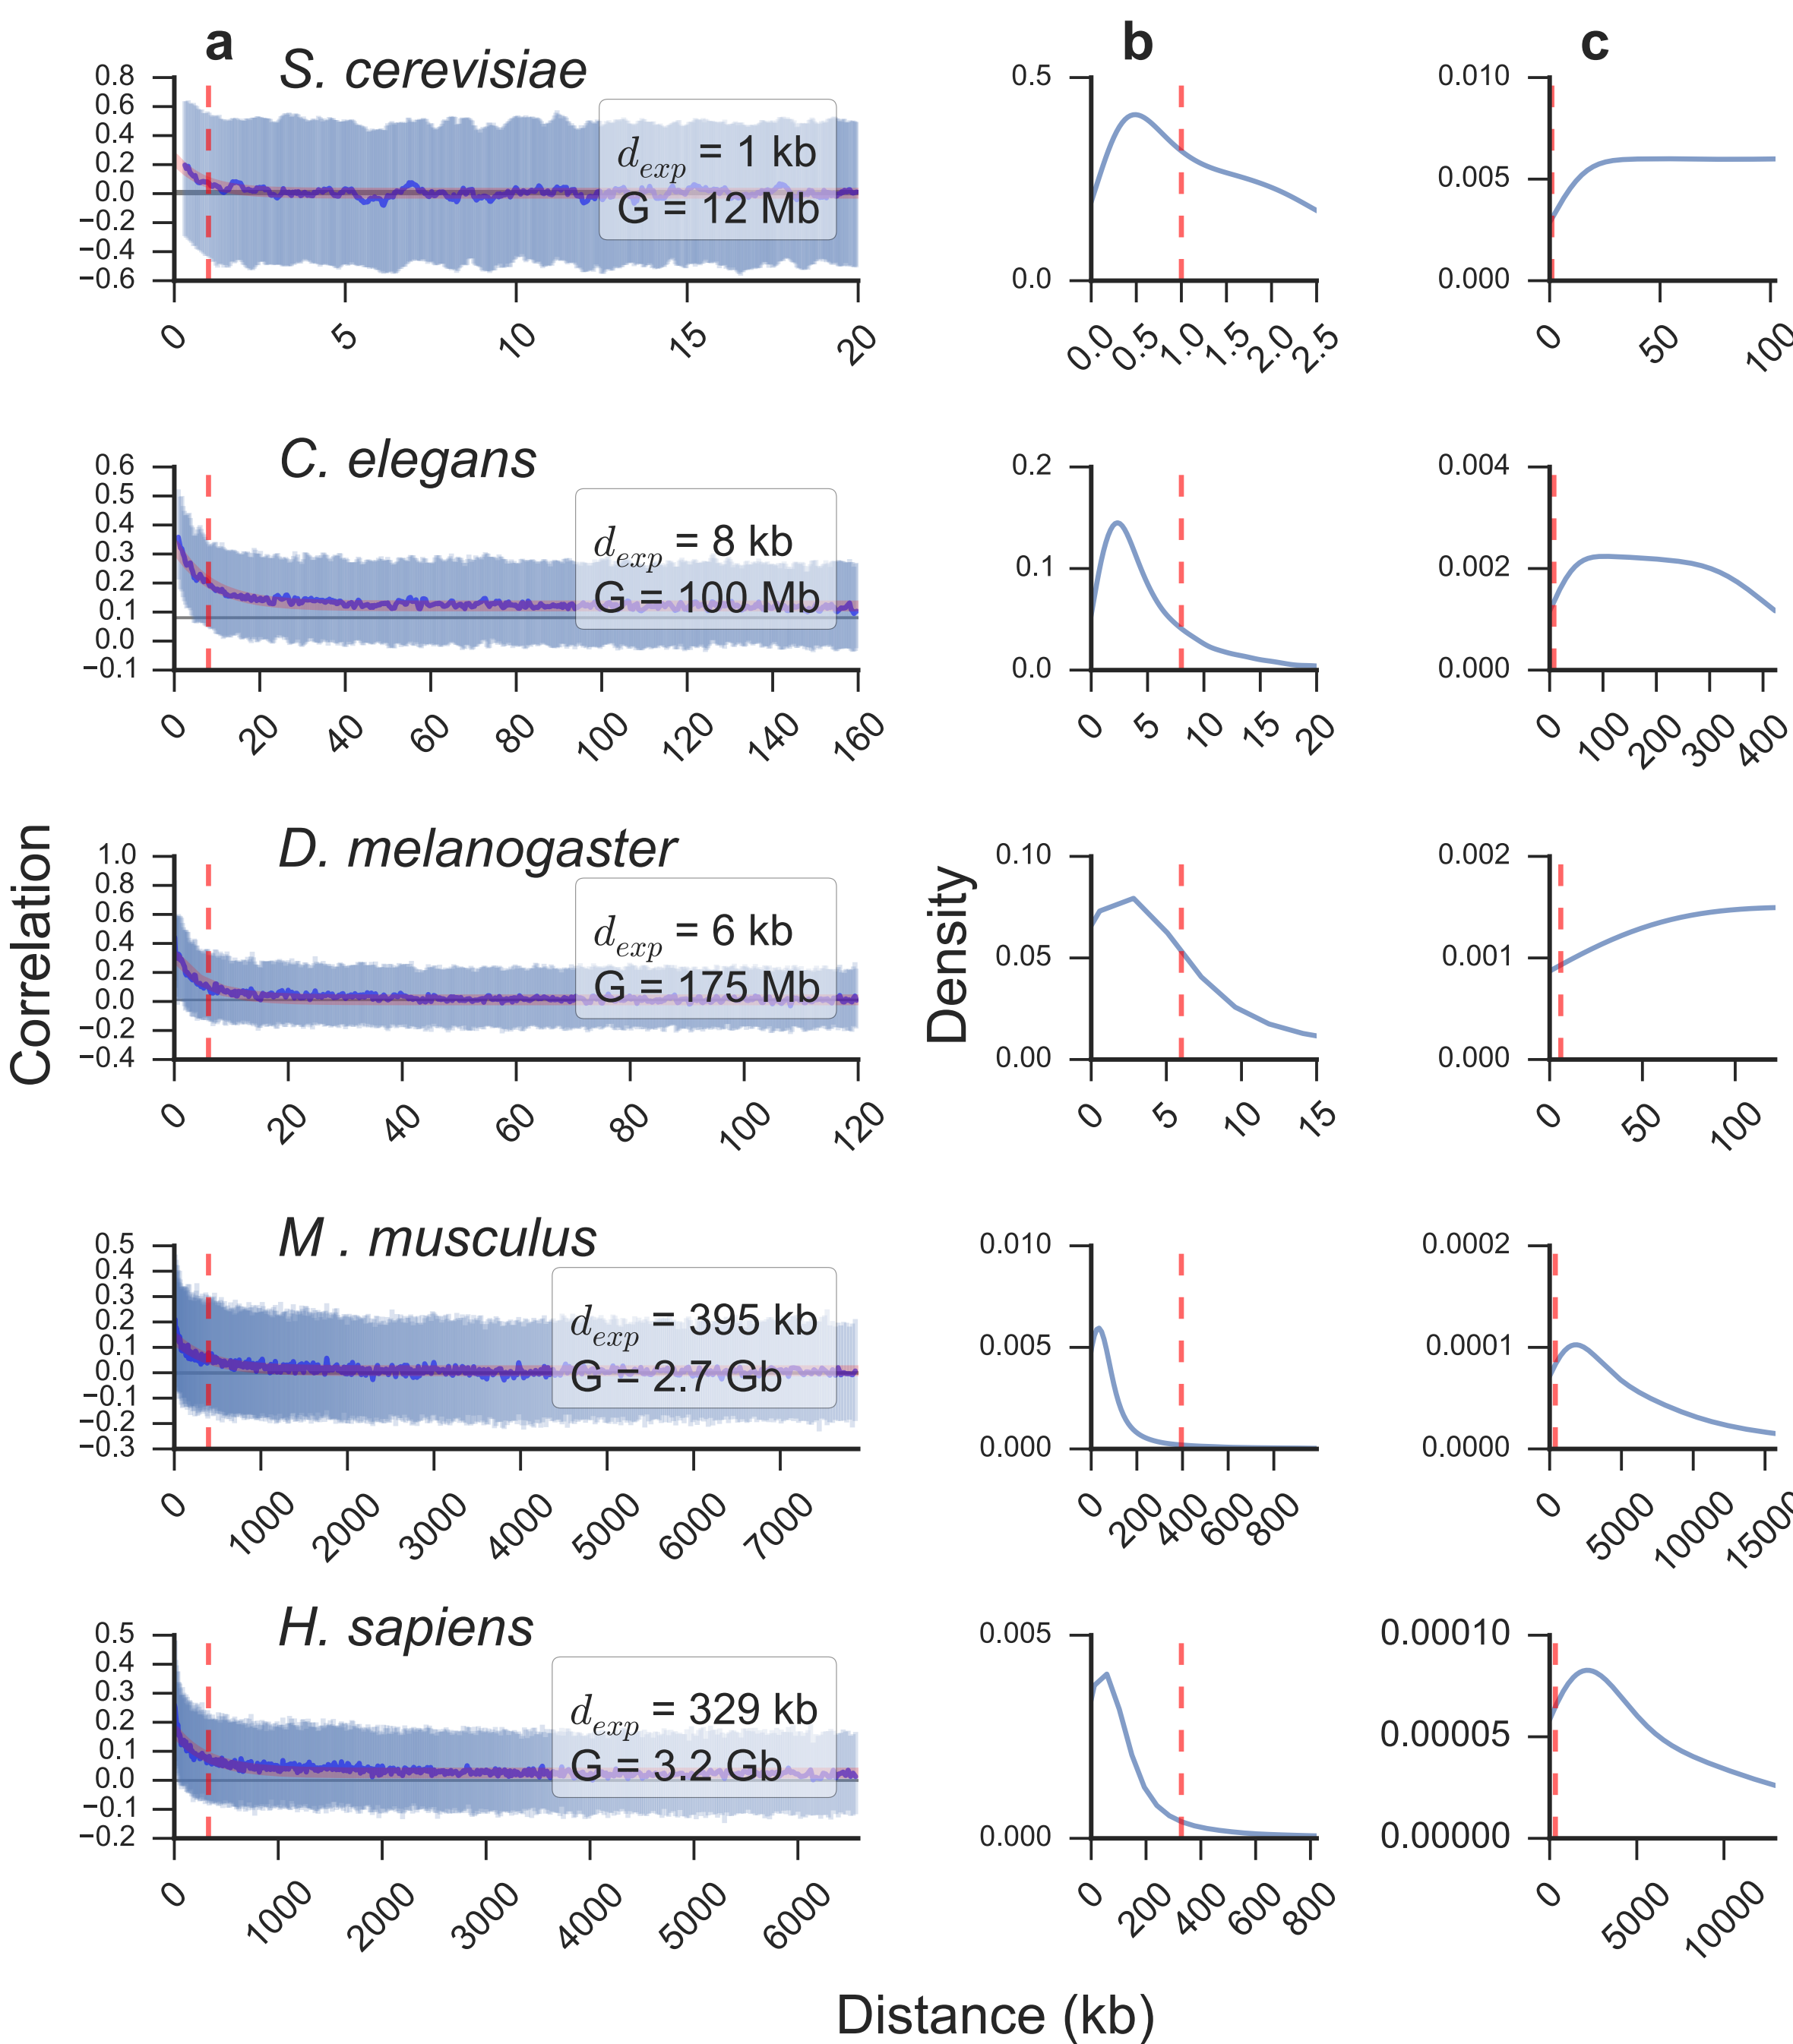 a
b
c
S. cerevisiae
0.8
0.6
0.4
0.2
0.0
−0.2
−0.4
−0.6
d_exp = 1 kb
G = 12 Mb
0 5 10 15 20
0.5
0.0
0.0 0.5 1.0 1.5 2.0 2.5
0.010
0.005
0.000
0 50 100
C. elegans
0.6
0.5
0.4
0.3
0.2
0.1
0.0
−0.1
d_exp = 8 kb
G = 100 Mb
0 20 40 60 80 100 120 140 160
0.2
0.1
0.0
0 5 10 15 20
0.004
0.002
0.000
0 100 200 300 400
Correlation
D. melanogaster
1.0
0.8
0.6
0.4
0.2
0.0
−0.2
−0.4
d_exp = 6 kb
G = 175 Mb
0 20 40 60 80 100 120
Density
0.10
0.05
0.00
0 5 10 15
0.002
0.001
0.000
0 50 100
M . musculus
0.5
0.4
0.3
0.2
0.1
0.0
−0.1
−0.2
−0.3
d_exp = 395 kb
G = 2.7 Gb
0 1000 2000 3000 4000 5000 6000 7000
0.010
0.005
0.000
0 200 400 600 800
0.0002
0.0001
0.0000
0 5000 10000 15000
H. sapiens
0.5
0.4
0.3
0.2
0.1
0.0
−0.1
−0.2
d_exp = 329 kb
G = 3.2 Gb
0 1000 2000 3000 4000 5000 6000
0.005
0.000
0 200 400 600 800
0.00010
0.00005
0.00000
0 5000 10000
Distance (kb)